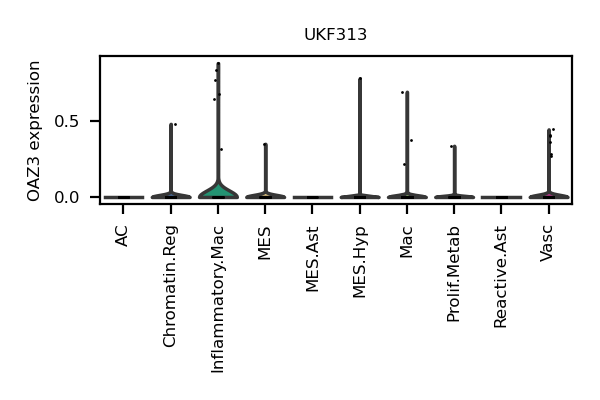 UKF313
OAZ3 expression
0.5
0.0
AC
Chromatin.Reg
Inflammatory.Mac
MES
MES.Ast
MES.Hyp
Mac
Prolif.Metab
Reactive.Ast
Vasc